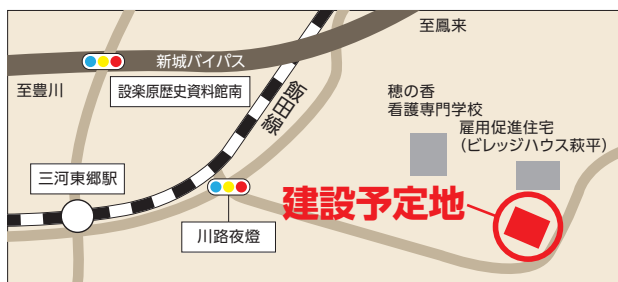 至鳳来
新城バイパス
至豊川
設楽原歴史資料館南
飯田線
穂の香
看護専門学校
雇用促進住宅
（ビレッジハウス萩平）
三河東郷駅
建設予定地
川路夜燈